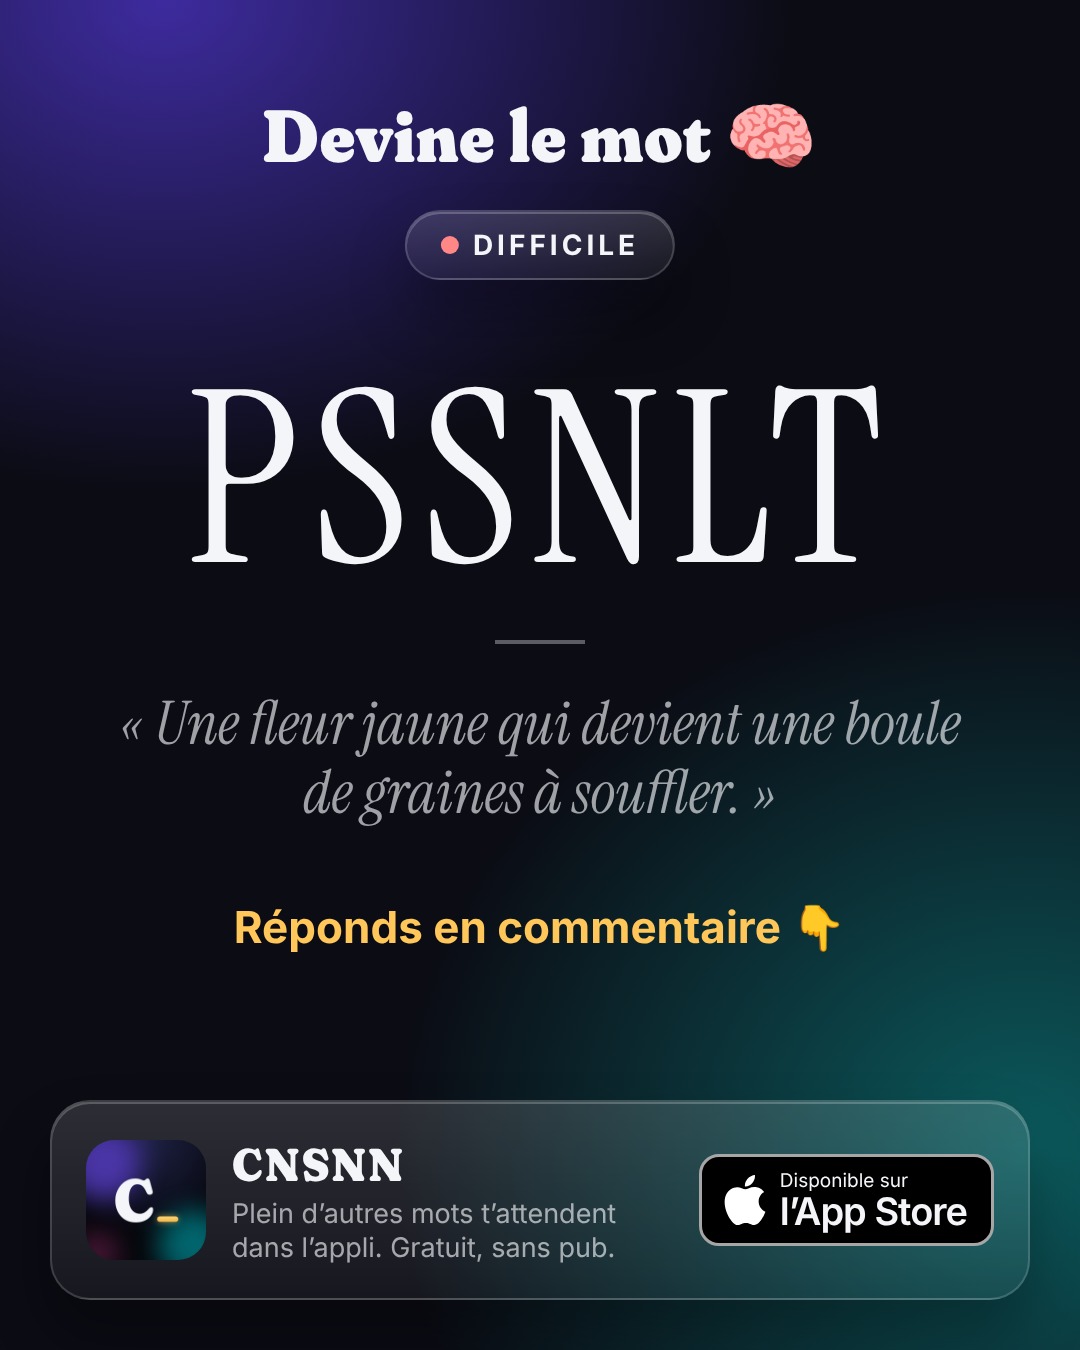 Devine le mot 🧠
DIFFICILE
PSSNLT
« Une fleur jaune qui devient une boule
de graines à souffler. »
Réponds en commentaire 👇
C_
CNSNN
Plein d’autres mots t’attendent
dans l’appli. Gratuit, sans pub.
Disponible sur
l’App Store